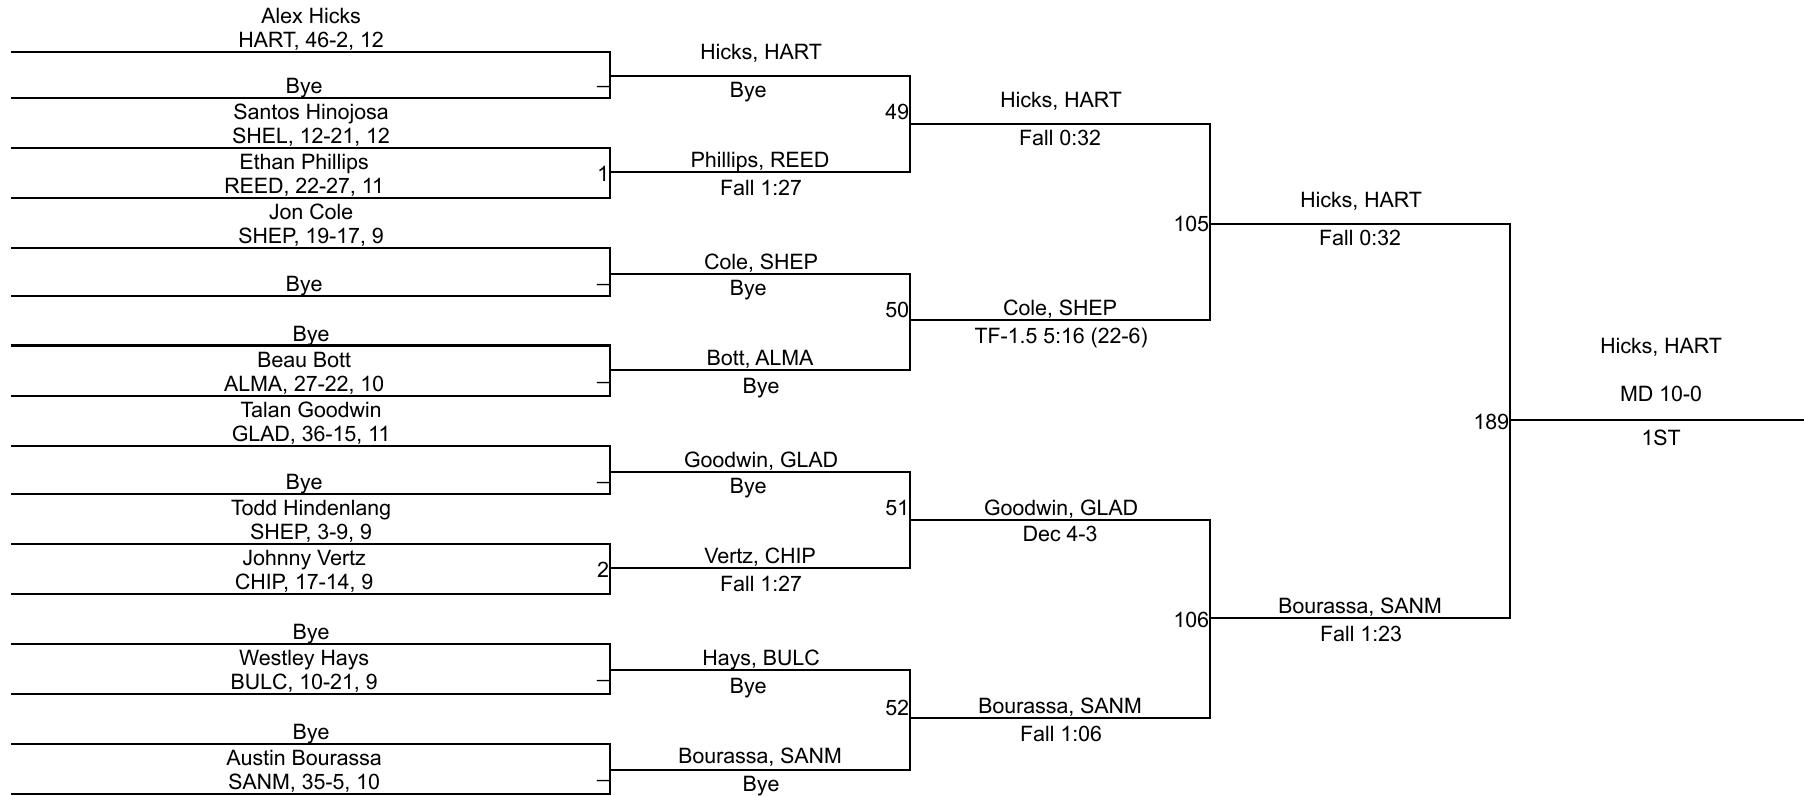 Alex Hicks
HART, 46-2, 12
Bye
Santos Hinojosa
SHEL, 12-21, 12
Ethan Phillips
REED, 22-27, 11
Jon Cole
SHEP, 19-17, 9
Bye
Bye
Beau Bott
ALMA, 27-22, 10
Talan Goodwin
GLAD, 36-15, 11
Bye
Todd Hindenlang
SHEP, 3-9, 9
Johnny Vertz
CHIP, 17-14, 9
Bye
Westley Hays
BULC, 10-21, 9
Bye
Austin Bourassa
SANM, 35-5, 10
1
2
Hicks, HART
Bye
Phillips, REED
Fall 1:27
Cole, SHEP
Bye
Bott, ALMA
Bye
Goodwin, GLAD
Bye
Vertz, CHIP
Fall 1:27
Hays, BULC
Bye
Bourassa, SANM
Bye
49
50
51
52
Hicks, HART
Fall 0:32
Cole, SHEP
TF-1.5 5:16 (22-6)
Goodwin, GLAD
Dec 4-3
Bourassa, SANM
Fall 1:06
105
106
Hicks, HART
Fall 0:32
Bourassa, SANM
Fall 1:23
189
Hicks, HART
MD 10-0
1ST